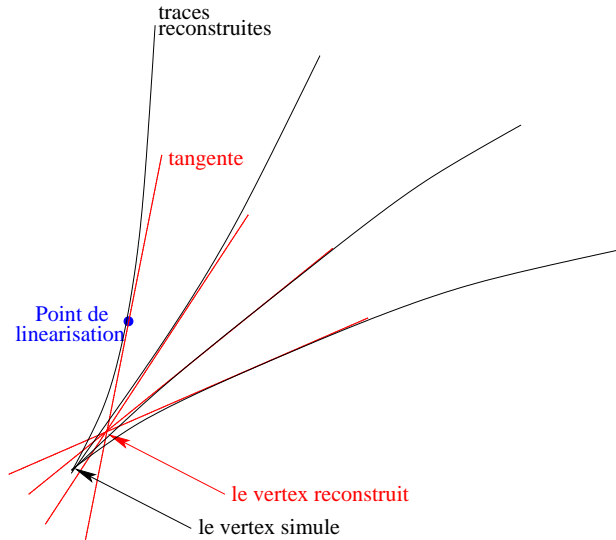 traces
reconstruites
tangente
Point de
linearisation
le vertex reconstruit
le vertex simule